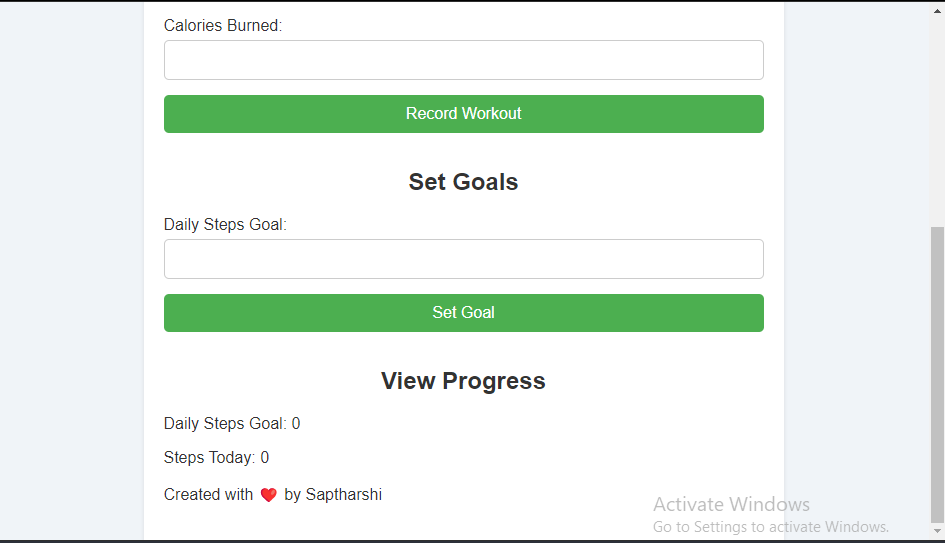 Calories Burned:
Record Workout
Set Goals
Daily Steps Goal:
Set Goal
View Progress
Daily Steps Goal: 0
Steps Today: 0
Created with ❤️ by Saptharshi
Activate Windows
Go to Settings to activate Windows.